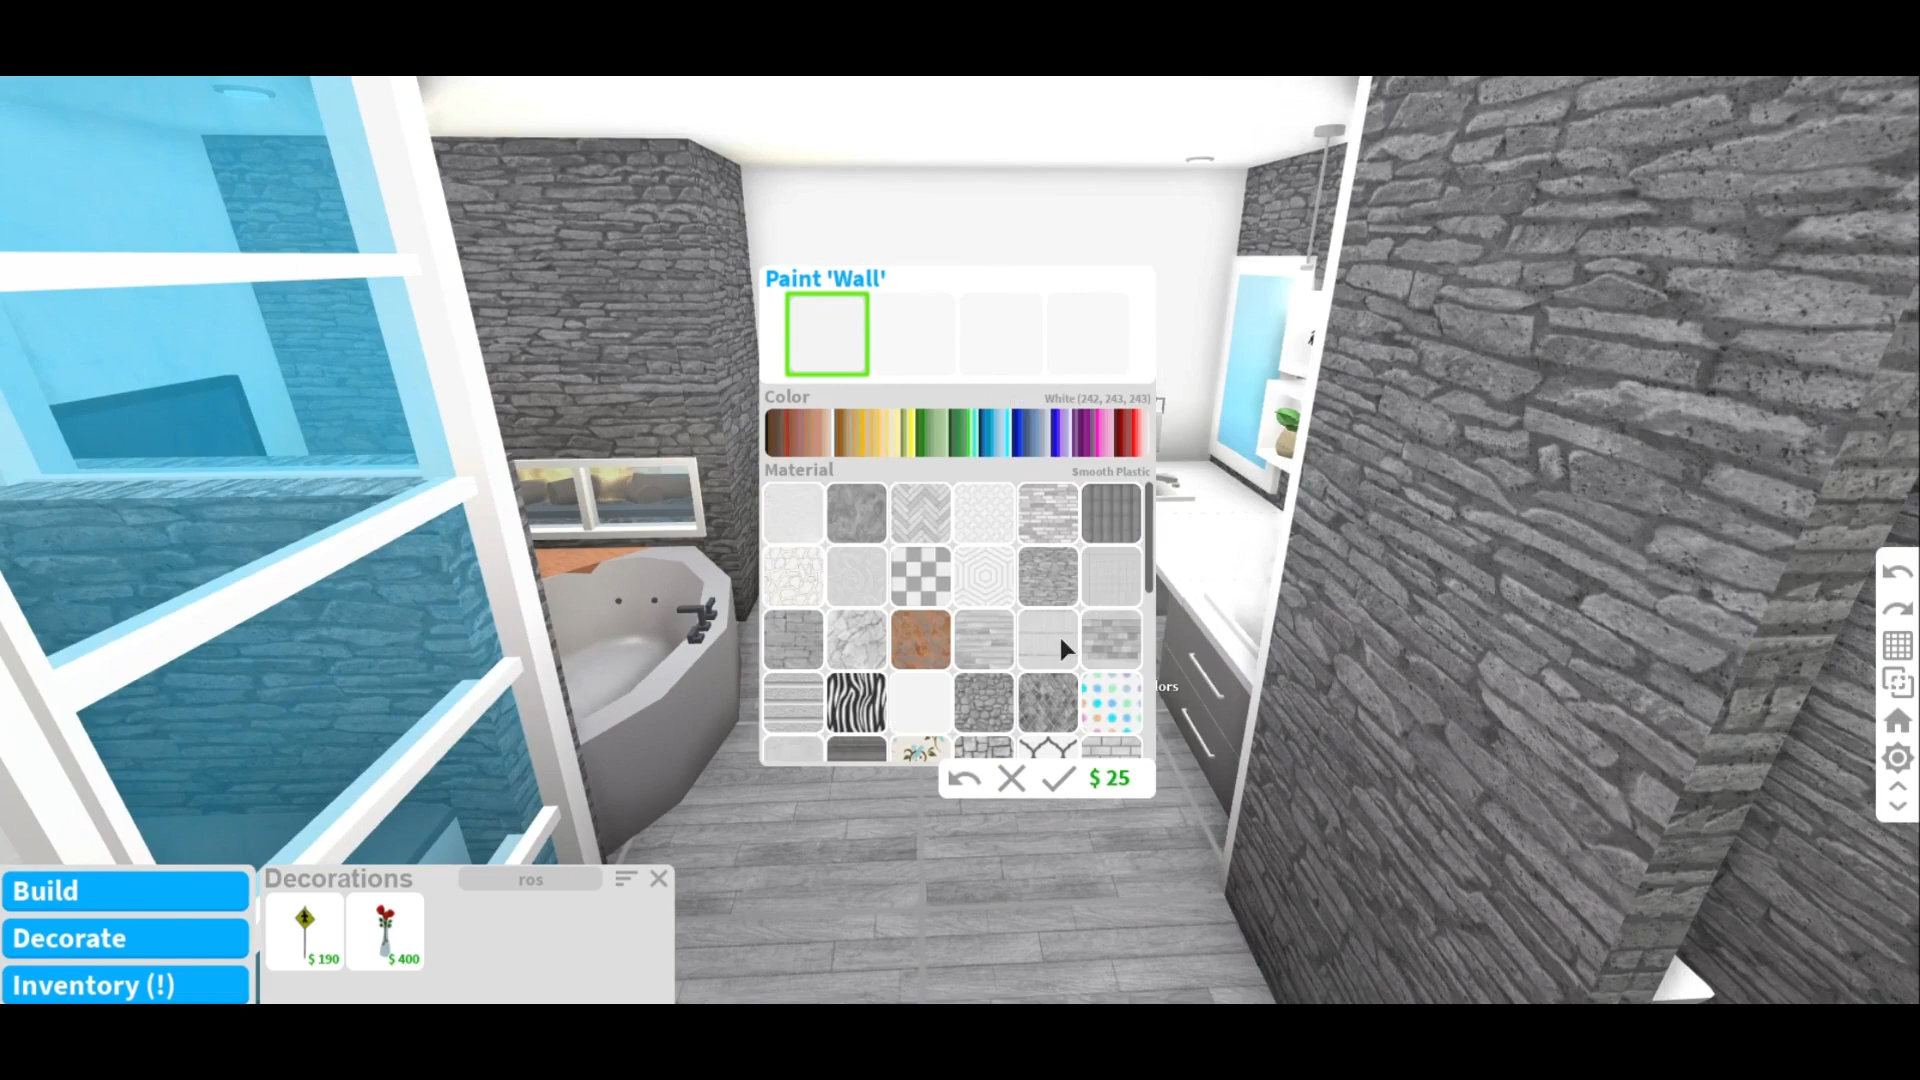 Paint 'Wall'
Color
White (242, 243, 243)
Material
Smooth Plastic
lors
$ 25
Build
Decorate
Inventory (!)
Decorations
ros
$ 190
$ 400